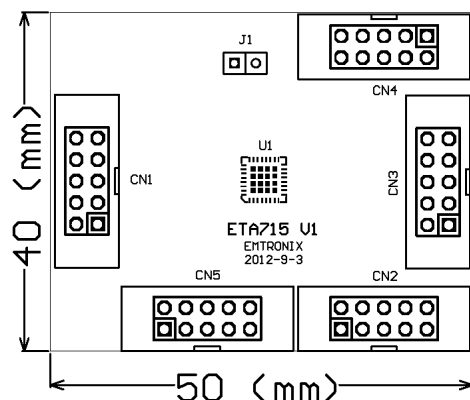 J1
CN4
U1
CN1
CN3
ETA715 V1
EMTRONIX
2012-9-3
CN5
CN2
40 (mm)
50 (mm)